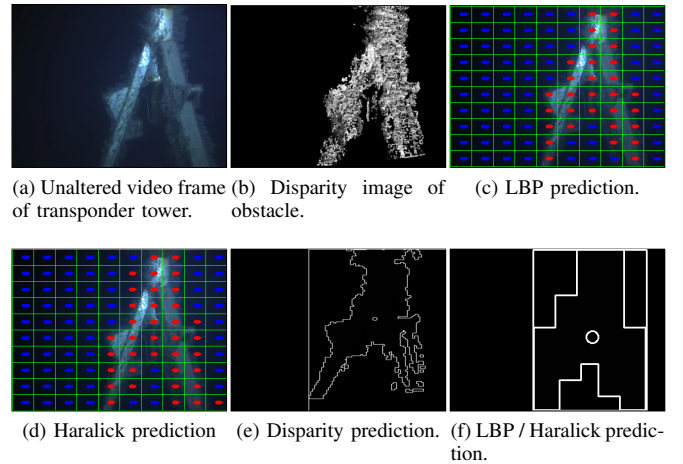 (a) Unaltered video frame
of transponder tower.
(b) Disparity image of
obstacle.
(c) LBP prediction.
(d) Haralick prediction
(e) Disparity prediction.
(f) LBP / Haralick predic-
tion.